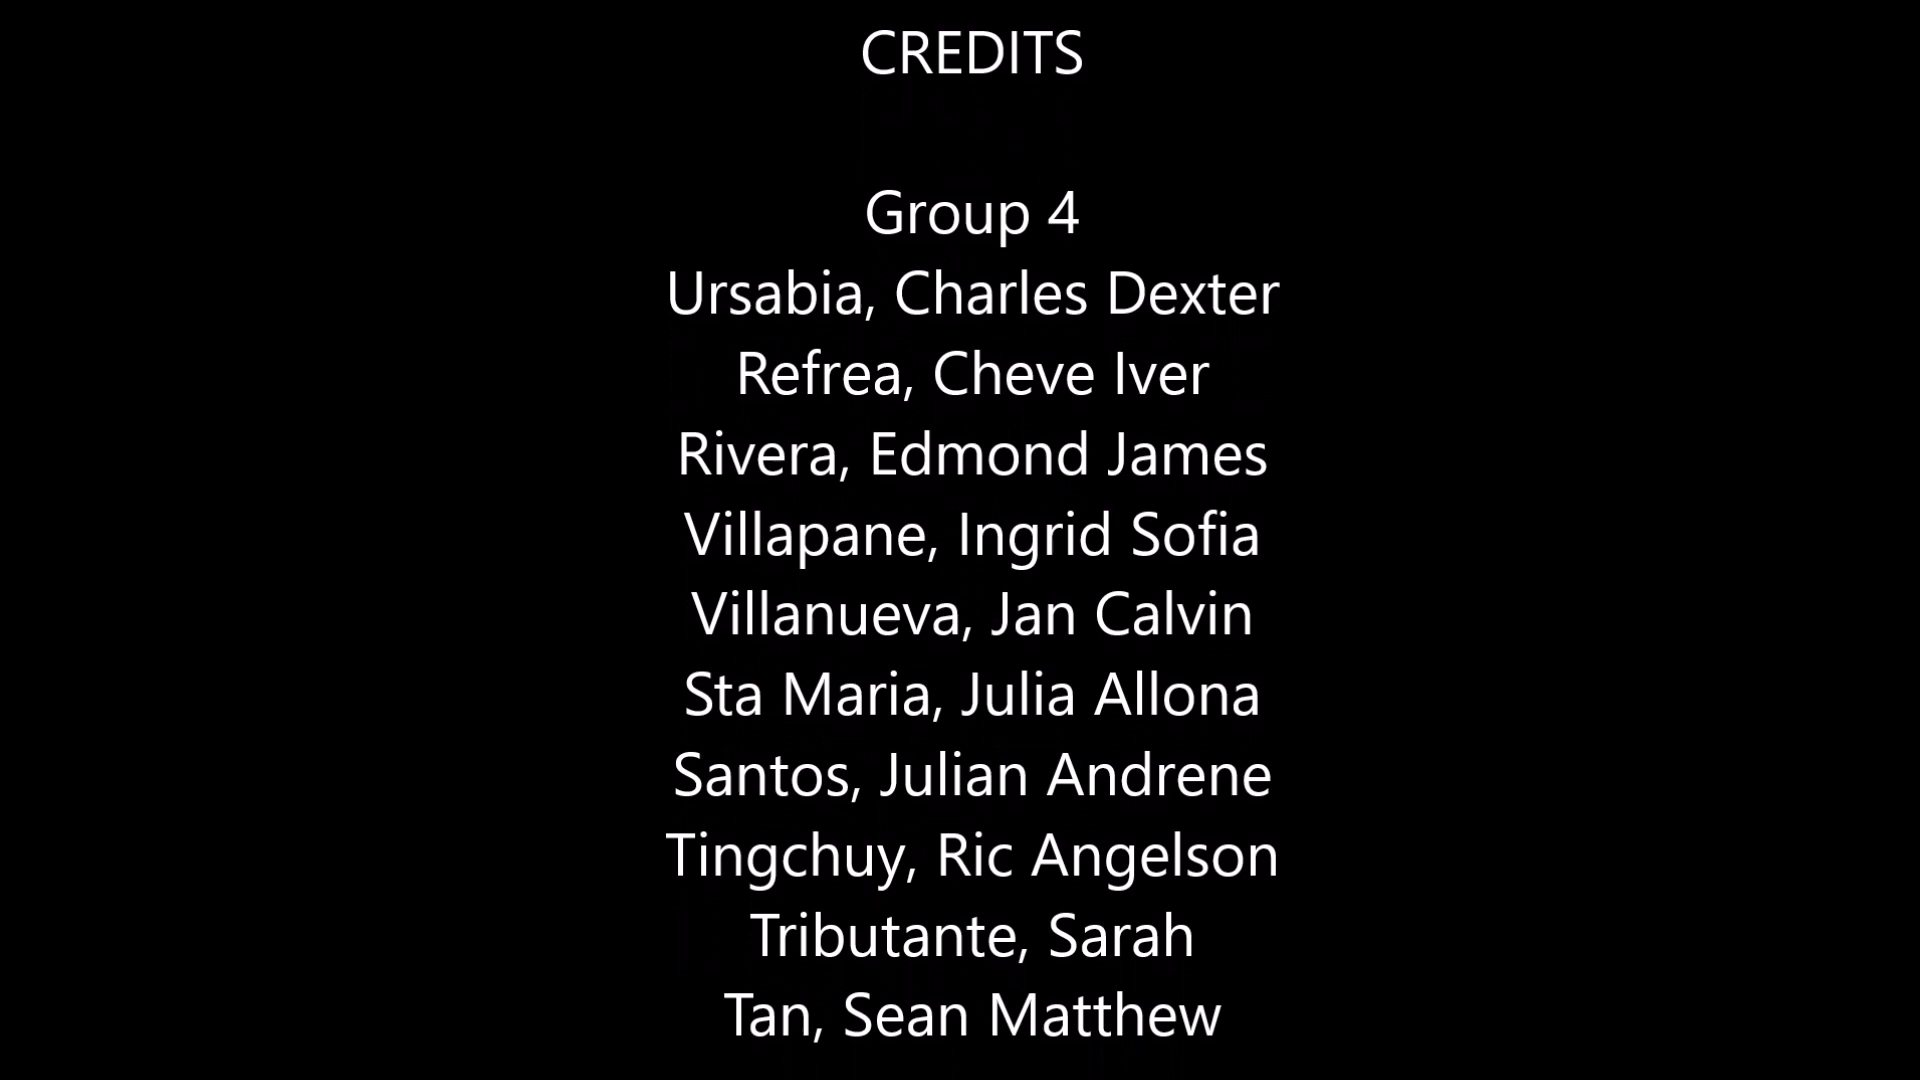 CREDITS
Group 4
Ursabia, Charles Dexter
Refrea, Cheve Iver
Rivera, Edmond James
Villapane, Ingrid Sofia
Villanueva, Jan Calvin
Sta Maria, Julia Allona
Santos, Julian Andrene
Tingchuy, Ric Angelson
Tributante, Sarah
Tan, Sean Matthew